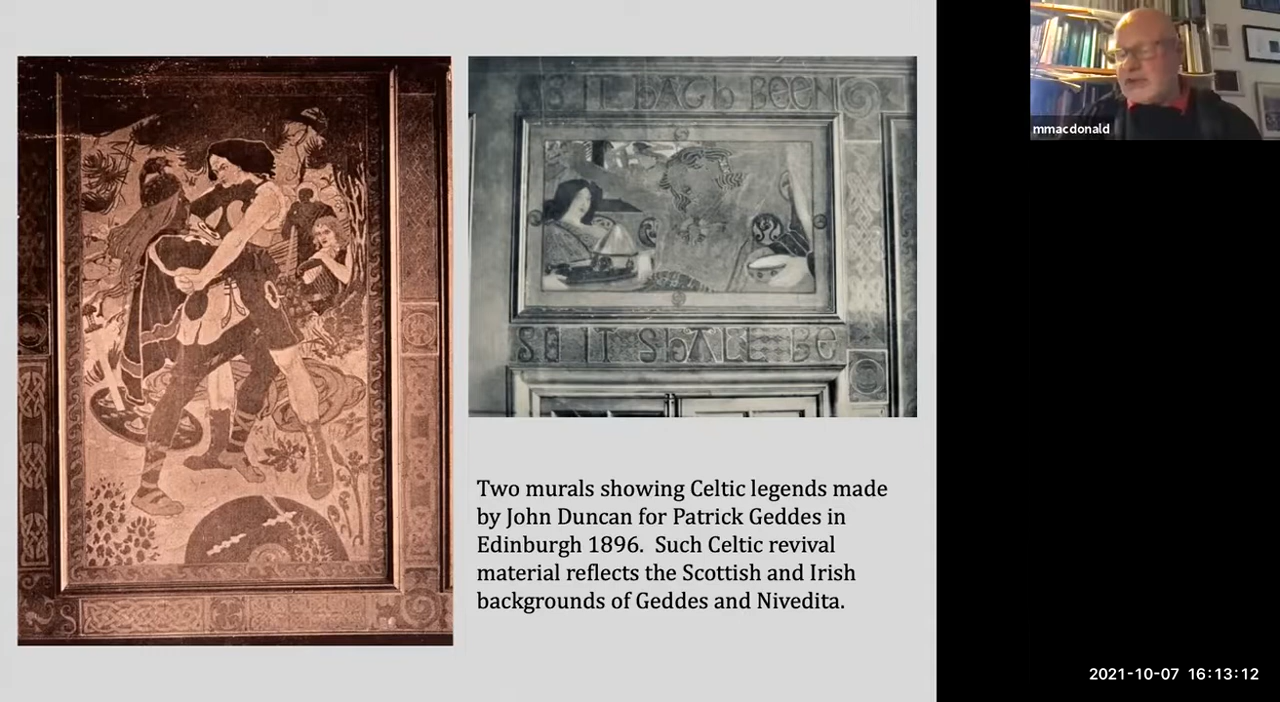 AS IT HATH BEEN
SO IT SHALL BE
Two murals showing Celtic legends made
by John Duncan for Patrick Geddes in
Edinburgh 1896.  Such Celtic revival
material reflects the Scottish and Irish
backgrounds of Geddes and Nivedita.
mmacdonald
2021-10-07 16:13:12